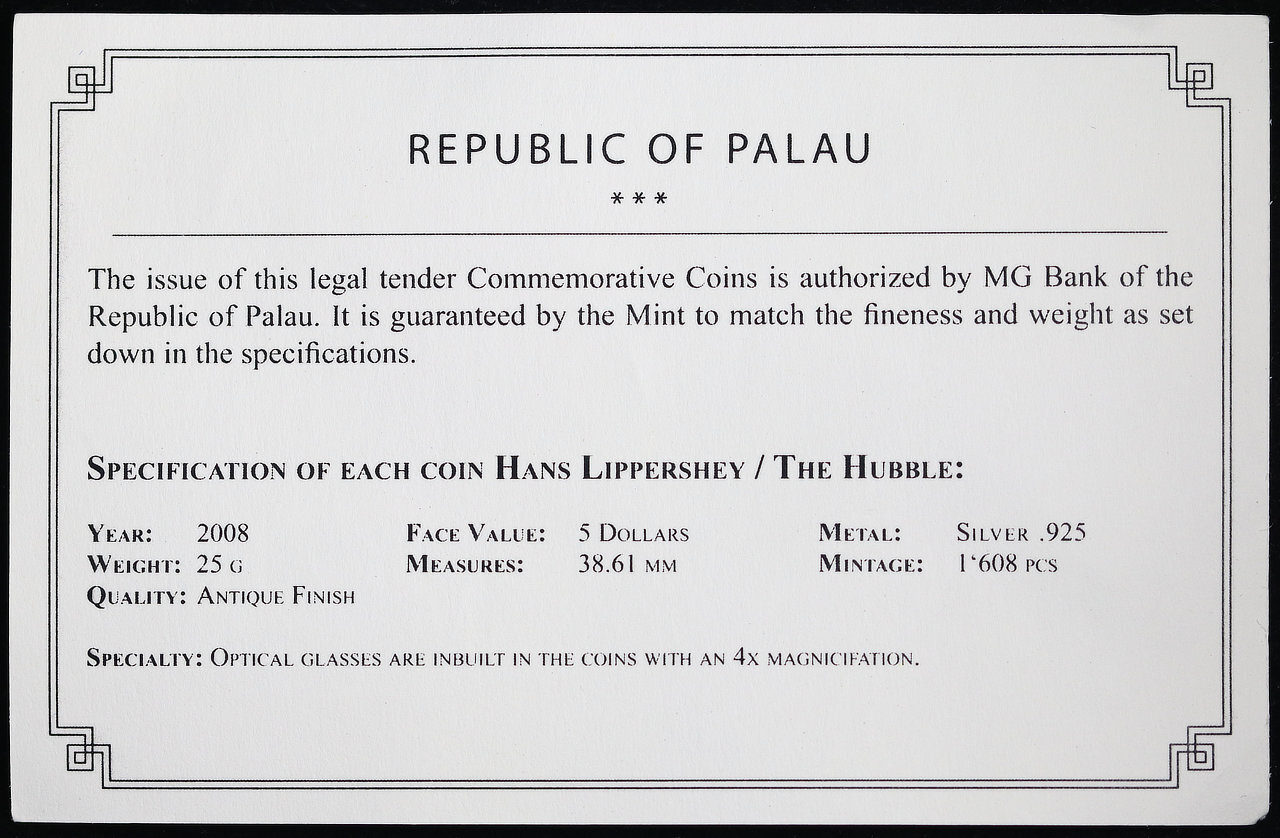 REPUBLIC OF PALAU
***
The issue of this legal tender Commemorative Coins is authorized by MG Bank of the
Republic of Palau. It is guaranteed by the Mint to match the fineness and weight as set
down in the specifications.
SPECIFICATION OF EACH COIN HANS LIPPERSHEY / THE HUBBLE:
YEAR: 2008 FACE VALUE: 5 DOLLARS METAL: SILVER .925
WEIGHT: 25 G MEASURES: 38.61 MM MINTAGE: 1‘608 PCS
QUALITY: ANTIQUE FINISH
SPECIALTY: OPTICAL GLASSES ARE INBUILT IN THE COINS WITH AN 4X MAGNICIFATION.